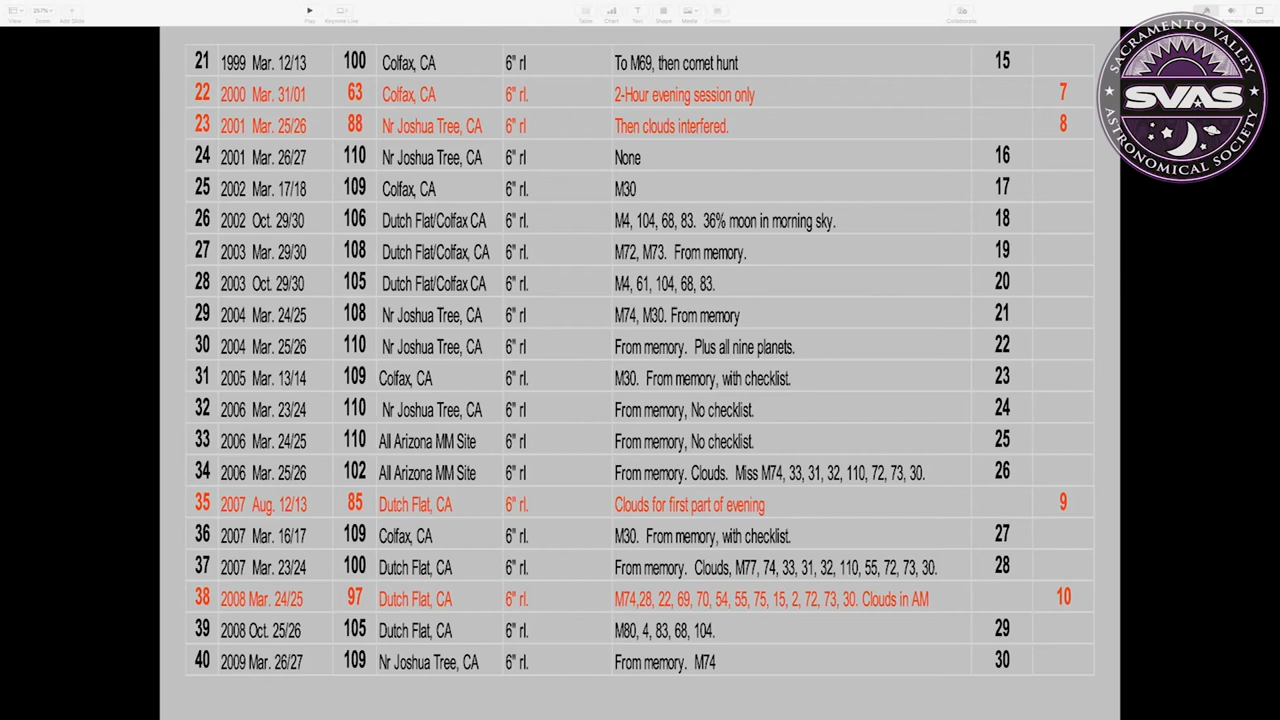 View Zoom Add Slide Play Keynote Live Table Chart Text Shape Media Comment Collaborate Animate Document
257%
SACRAMENTO VALLEY
SVAS
ASTRONOMICAL SOCIETY
21 1999 Mar. 12/13 100 Colfax, CA 6" rl To M69, then comet hunt 15
22 2000 Mar. 31/01 63 Colfax, CA 6" rl. 2-Hour evening session only 7
23 2001 Mar. 25/26 88 Nr Joshua Tree, CA 6" rl Then clouds interfered. 8
24 2001 Mar. 26/27 110 Nr Joshua Tree, CA 6" rl None 16
25 2002 Mar. 17/18 109 Colfax, CA 6" rl. M30 17
26 2002 Oct. 29/30 106 Dutch Flat/Colfax CA 6" rl. M4, 104, 68, 83. 36% moon in morning sky. 18
27 2003 Mar. 29/30 108 Dutch Flat/Colfax, CA 6" rl. M72, M73. From memory. 19
28 2003 Oct. 29/30 105 Dutch Flat/Colfax CA 6" rl. M4, 61, 104, 68, 83. 20
29 2004 Mar. 24/25 108 Nr Joshua Tree, CA 6" rl M74, M30. From memory 21
30 2004 Mar. 25/26 110 Nr Joshua Tree, CA 6" rl From memory. Plus all nine planets. 22
31 2005 Mar. 13/14 109 Colfax, CA 6" rl. M30. From memory, with checklist. 23
32 2006 Mar. 23/24 110 Nr Joshua Tree, CA 6" rl From memory, No checklist. 24
33 2006 Mar. 24/25 110 All Arizona MM Site 6" rl From memory, No checklist. 25
34 2006 Mar. 25/26 102 All Arizona MM Site 6" rl From memory. Clouds. Miss M74, 33, 31, 32, 110, 72, 73, 30. 26
35 2007 Aug. 12/13 85 Dutch Flat, CA 6" rl. Clouds for first part of evening 9
36 2007 Mar. 16/17 109 Colfax, CA 6" rl. M30. From memory, with checklist. 27
37 2007 Mar. 23/24 100 Dutch Flat, CA 6" rl. From memory. Clouds, M77, 74, 33, 31, 32, 110, 55, 72, 73, 30. 28
38 2008 Mar. 24/25 97 Dutch Flat, CA 6" rl. M74,28, 22, 69, 70, 54, 55, 75, 15, 2, 72, 73, 30. Clouds in AM 10
39 2008 Oct. 25/26 105 Dutch Flat, CA 6" rl. M80, 4, 83, 68, 104. 29
40 2009 Mar. 26/27 109 Nr Joshua Tree, CA 6" rl. From memory. M74 30